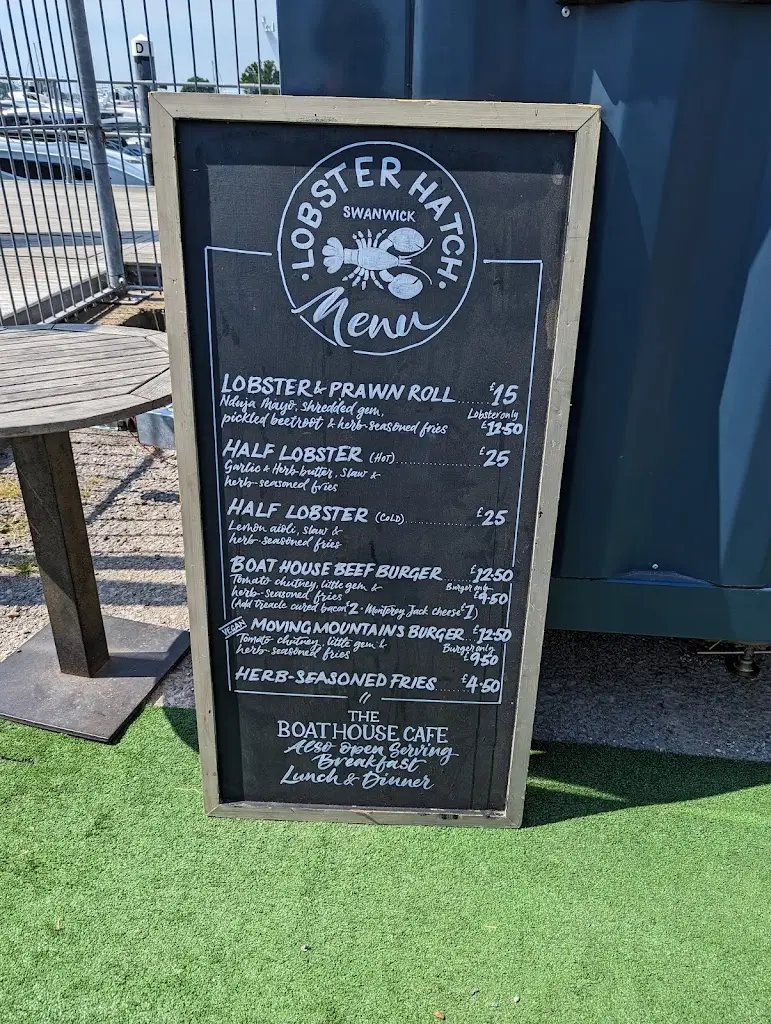 D
LOBSTER HATCH
SWANWICK
Menu
LOBSTER & PRAWN ROLL £15
Nduja Mayo, shredded gem, Lobster only
pickled beetroot & herb-seasoned fries £12·50
HALF LOBSTER (HOT) £25
Garlic & Herb butter, slaw &
herb-seasoned fries
HALF LOBSTER (COLD) £25
Lemon aioli, slaw &
herb-seasoned fries
BOAT HOUSE BEEF BURGER £12·50
Tomato chutney, little gem & Burger only
herb-seasoned fries £9·50
(Add treacle cured bacon £2 - Monterey Jack cheese £1)
VEGAN MOVING MOUNTAINS BURGER £12·50
Tomato chutney, little gem & Burger only
herb-seasoned fries £9·50
HERB-SEASONED FRIES £4·50
THE
BOATHOUSE CAFE
Also open serving
Breakfast
Lunch & Dinner